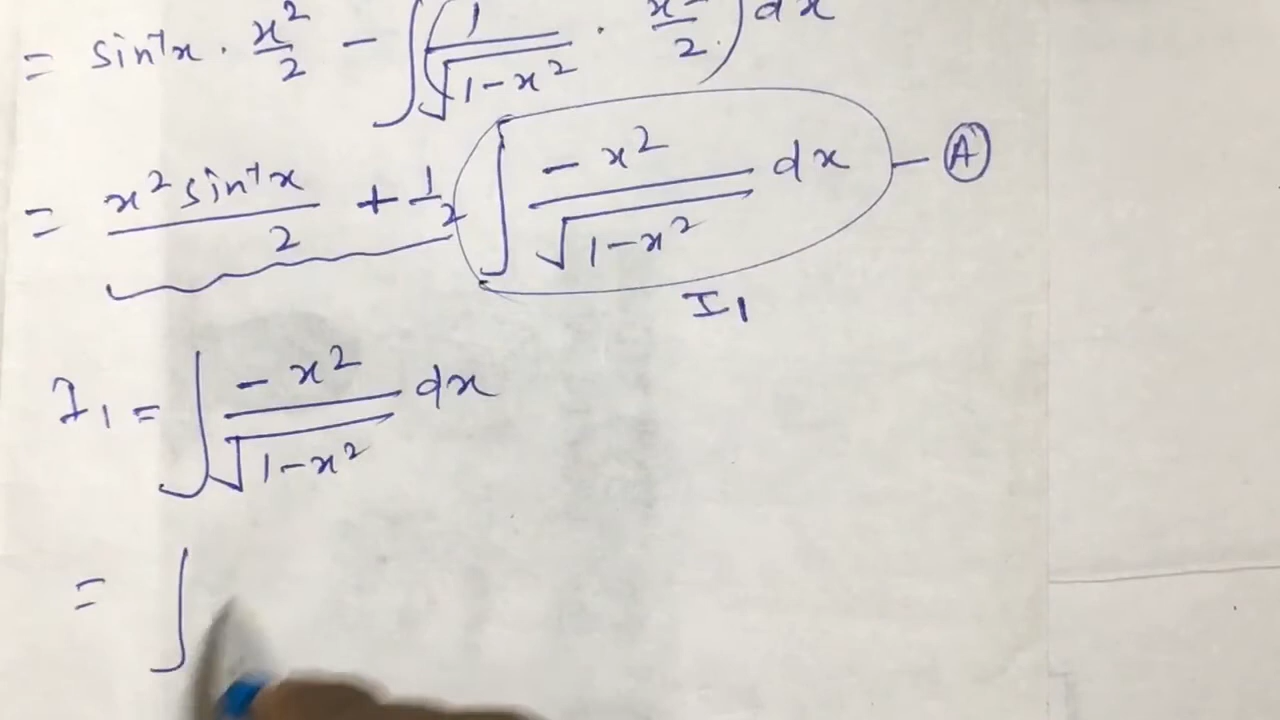 = sin⁻¹x · x²/2 − ∫(1/√(1−x²) · x²/2) dx
= x² sin⁻¹x/2 + 1/2 ∫ −x²/√(1−x²) dx — Ⓐ
I₁
I₁ = ∫ −x²/√(1−x²) dx
= ∫